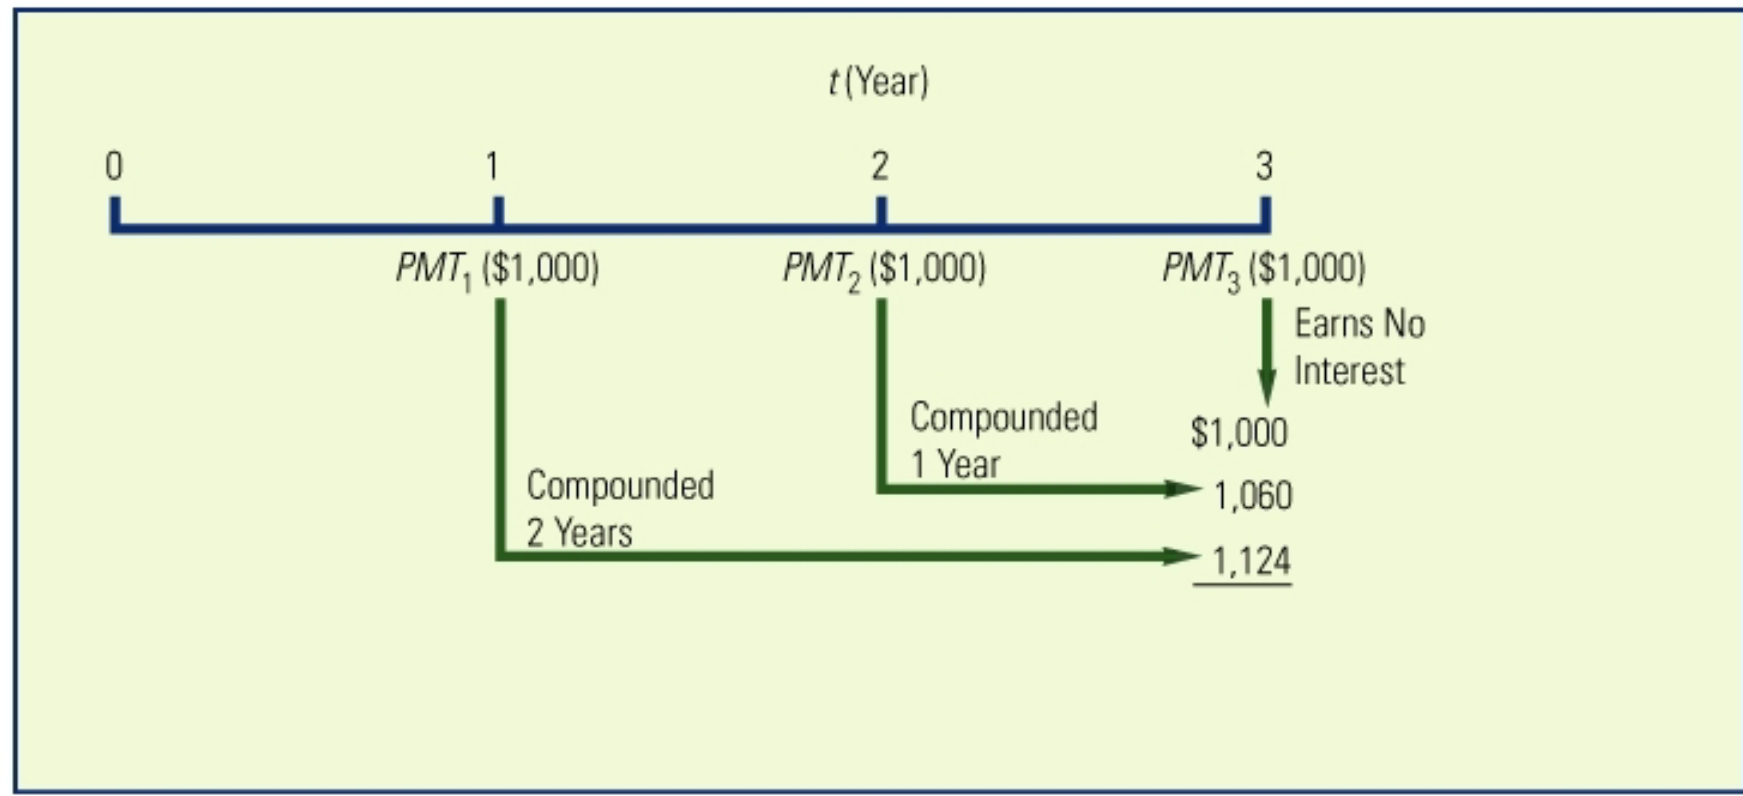 t (Year)
0 1 2 3
PMT₁ ($1,000) PMT₂ ($1,000) PMT₃ ($1,000)
Earns No
Interest
$1,000
Compounded
1 Year
1,060
Compounded
2 Years
1,124